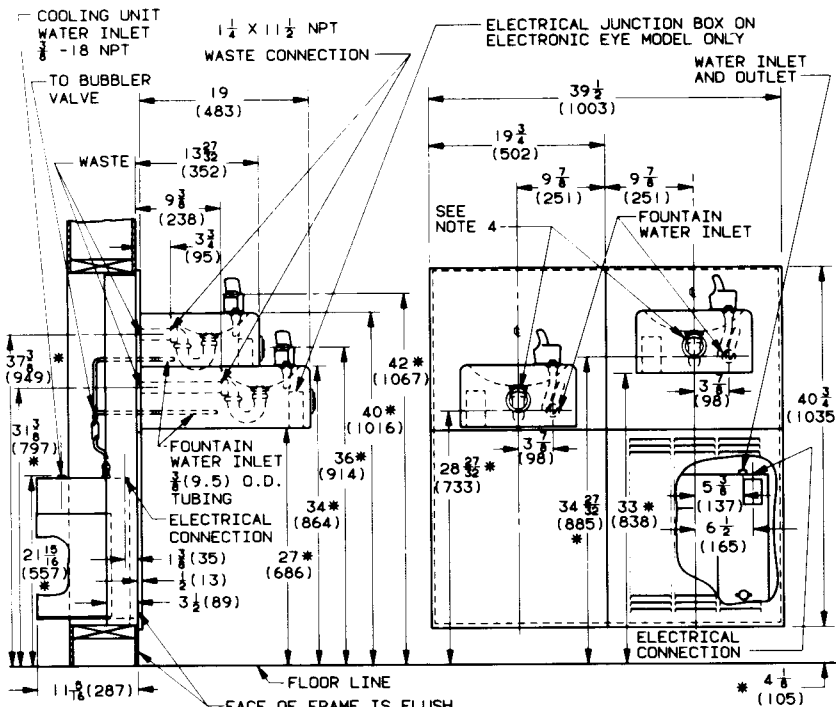 COOLING UNIT
WATER INLET
3/8 -18 NPT
TO BUBBLER
VALVE
WASTE
1 1/4 X 11 1/2 NPT
WASTE CONNECTION
ELECTRICAL JUNCTION BOX ON
ELECTRONIC EYE MODEL ONLY
WATER INLET
AND OUTLET
19
(483)
13 27/32
(352)
9 3/8
(238)
3 3/4
(95)
39 1/2
(1003)
19 3/4
(502)
9 7/8
(251)
9 7/8
(251)
SEE
NOTE 4
FOUNTAIN
WATER INLET
37 3/8 *
(949)
31 3/8
(797)
*
21 15/16
(557)
*
42 *
(1067)
40 *
(1016)
36 *
(914)
34 *
(864)
27 *
(686)
FOUNTAIN
WATER INLET
3/8 (9.5) O.D.
TUBING
ELECTRICAL
CONNECTION
1 3/8 (35)
1/2 (13)
3 1/2 (89)
3 7/8
(98)
3 7/8
(98)
28 27/32 *
(733)
34 27/32
(885)
*
33 *
(838)
40 3/4
(1035
5 3/8
(137)
6 1/2
(165)
ELECTRICAL
CONNECTION
FLOOR LINE
11 5/16 (287)
* 4 1/8
(105)
FACE OF FRAME IS FLUSH